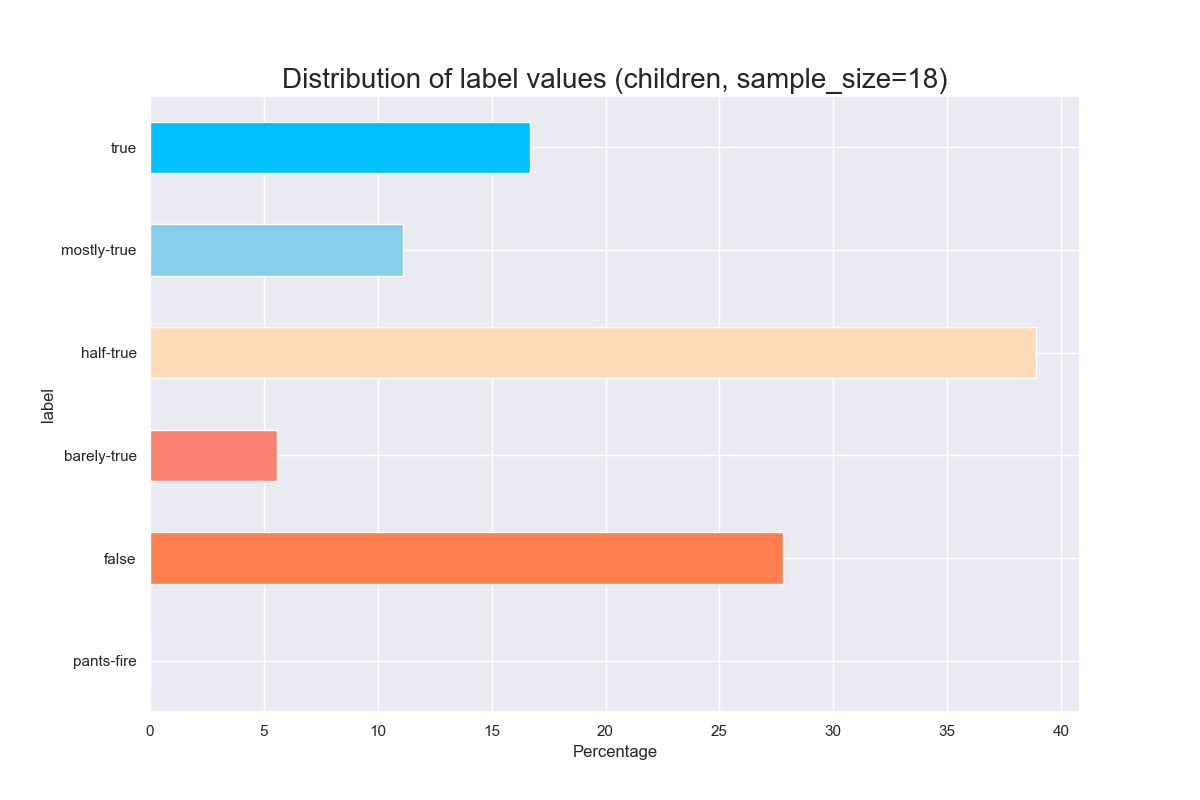 Distribution of label values (children, sample_size=18)
true
mostly-true
half-true
label
barely-true
false
pants-fire
0 5 10 15 20 25 30 35 40
Percentage